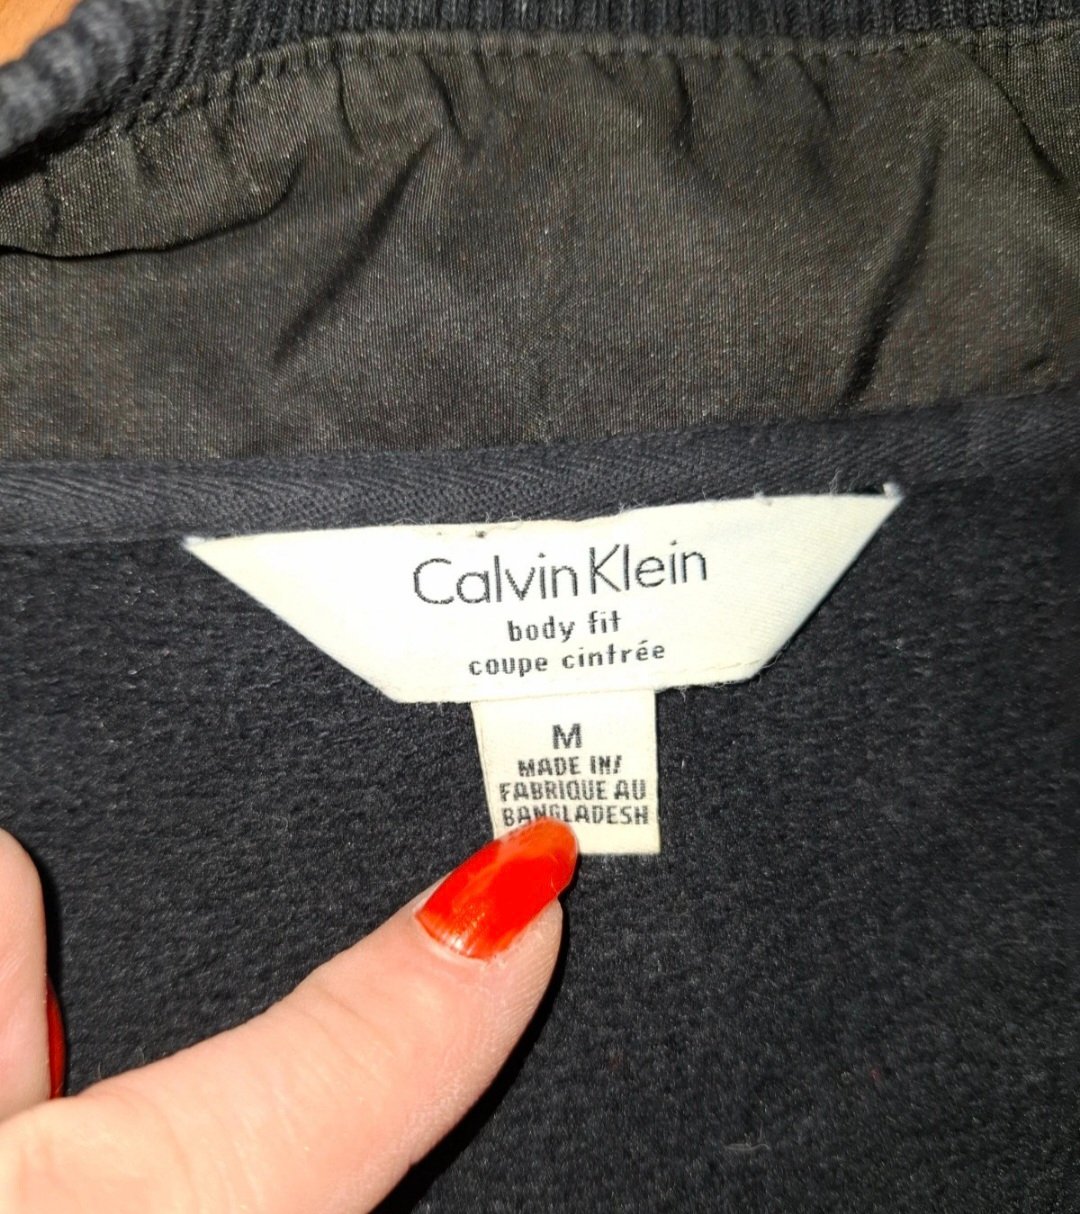 Calvin Klein
body fit
coupe cintrée
M
MADE IN/
FABRIQUE AU
BANGLADESH